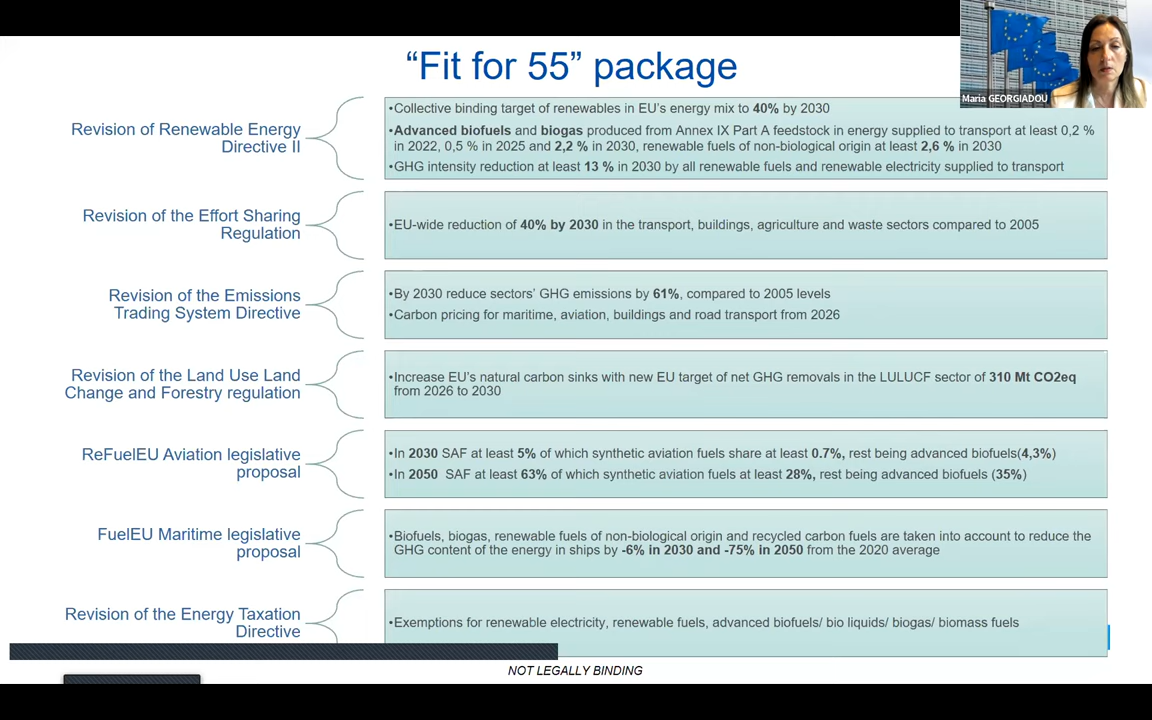 “Fit for 55” package
Maria GEORGIADOU
Revision of Renewable Energy
Directive II
•Collective binding target of renewables in EU’s energy mix to 40% by 2030
•Advanced biofuels and biogas produced from Annex IX Part A feedstock in energy supplied to transport at least 0,2 %
in 2022, 0,5 % in 2025 and 2,2 % in 2030, renewable fuels of non-biological origin at least 2,6 % in 2030
•GHG intensity reduction at least 13 % in 2030 by all renewable fuels and renewable electricity supplied to transport
Revision of the Effort Sharing
Regulation
•EU-wide reduction of 40% by 2030 in the transport, buildings, agriculture and waste sectors compared to 2005
Revision of the Emissions
Trading System Directive
•By 2030 reduce sectors’ GHG emissions by 61%, compared to 2005 levels
•Carbon pricing for maritime, aviation, buildings and road transport from 2026
Revision of the Land Use Land
Change and Forestry regulation
•Increase EU’s natural carbon sinks with new EU target of net GHG removals in the LULUCF sector of 310 Mt CO2eq
from 2026 to 2030
ReFuelEU Aviation legislative
proposal
•In 2030 SAF at least 5% of which synthetic aviation fuels share at least 0.7%, rest being advanced biofuels(4,3%)
•In 2050 SAF at least 63% of which synthetic aviation fuels at least 28%, rest being advanced biofuels (35%)
FuelEU Maritime legislative
proposal
•Biofuels, biogas, renewable fuels of non-biological origin and recycled carbon fuels are taken into account to reduce the
GHG content of the energy in ships by -6% in 2030 and -75% in 2050 from the 2020 average
Revision of the Energy Taxation
Directive
•Exemptions for renewable electricity, renewable fuels, advanced biofuels/ bio liquids/ biogas/ biomass fuels
NOT LEGALLY BINDING